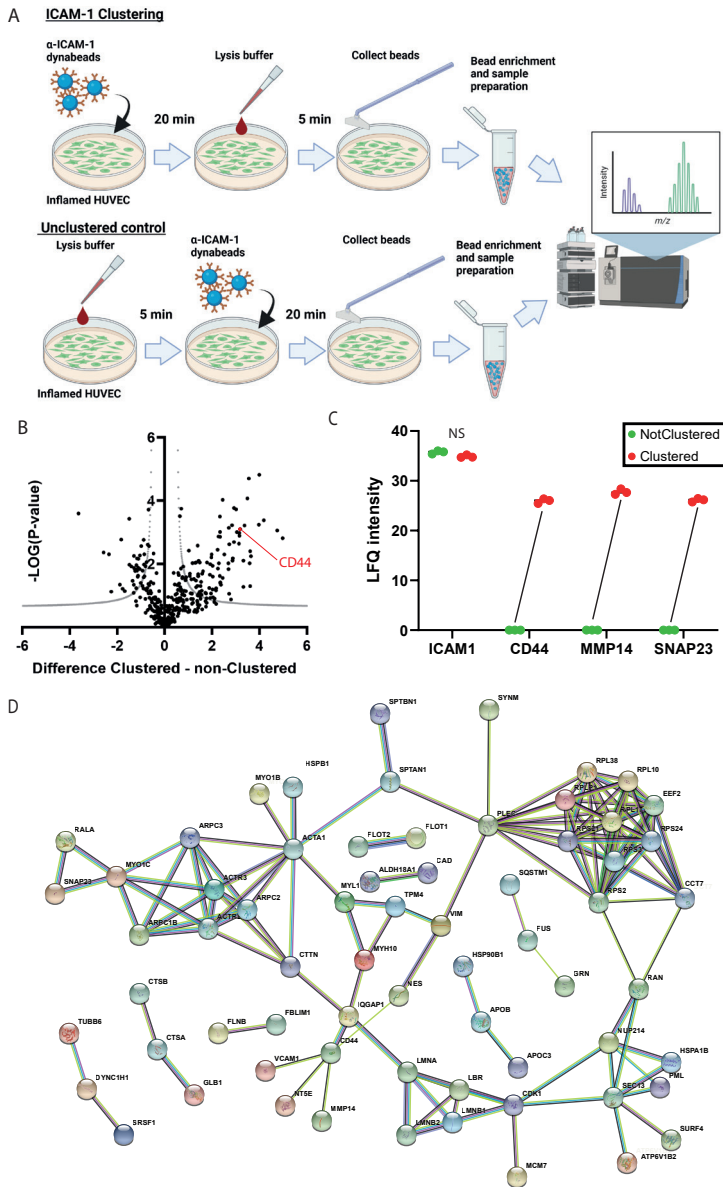 A
ICAM-1 Clustering
α-ICAM-1
dynabeads
Lysis buffer
Collect beads
Bead enrichment
and sample
preparation
20 min
5 min
Inflamed HUVEC
Intensity
m/z
Unclustered control
Lysis buffer
α-ICAM-1
dynabeads
Collect beads
Bead enrichment
and sample
preparation
5 min
20 min
Inflamed HUVEC
B
6
4
2
-LOG(P-value)
CD44
-6
-4
-2
0
2
4
6
Difference Clustered - non-Clustered
C
NS
NotClustered
Clustered
40
30
20
10
0
LFQ intensity
ICAM1
CD44
MMP14
SNAP23
D
SYNM
SPTBN1
RPL38
RPL10
HSPB1
SPTAN1
MYO1B
EEF2
PLEC
RPS24
RALA
ARPC3
ACTA1
FLOT2
FLOT1
RPS21
RPS3
SNAP23
MYO1C
ACTR3
ALDH18A1
CAD
SQSTM1
CCT7
ARPC2
MYL1
TPM4
RPS2
ARPC1B
VIM
FUS
CTTN
MYH10
HSP90B1
GRN
RAN
CTSB
NES
IQGAP1
APOB
TUBB6
CTSA
FLNB
FBLIM1
CD44
NUP214
VCAM1
LMNA
LBR
APOC3
HSPA1B
PML
DYNC1H1
GLB1
NT5E
MMP14
LMNB2
LMNB1
CDK1
SEC13
SRSF1
SURF4
MCM7
ATP6V1B2